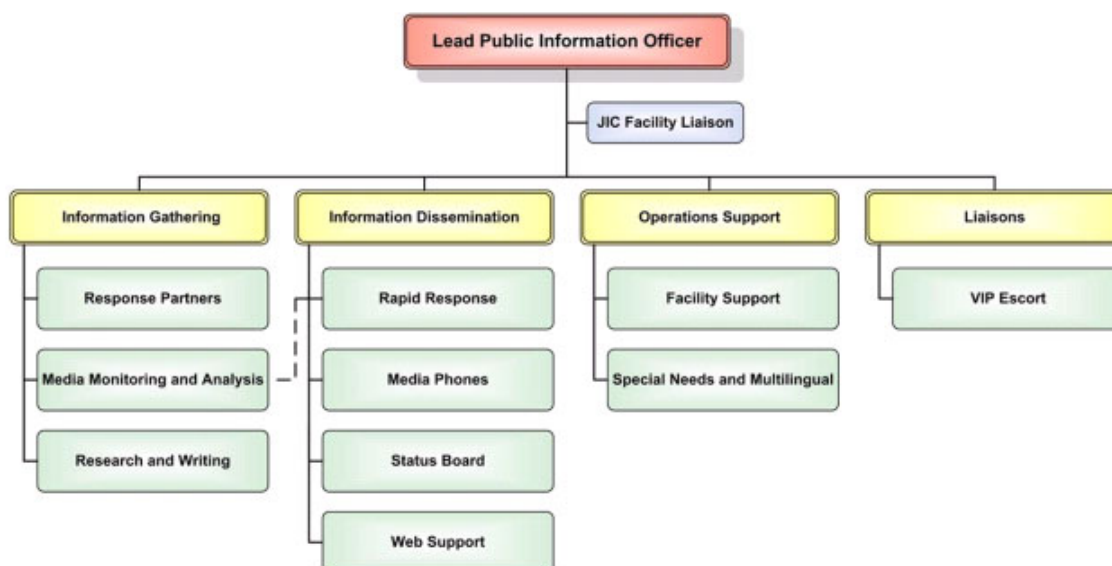 Lead Public Information Officer
JIC Facility Liaison
Information Gathering
Information Dissemination
Operations Support
Liaisons
Response Partners
Rapid Response
Facility Support
VIP Escort
Media Monitoring and Analysis
Media Phones
Special Needs and Multilingual
Research and Writing
Status Board
Web Support